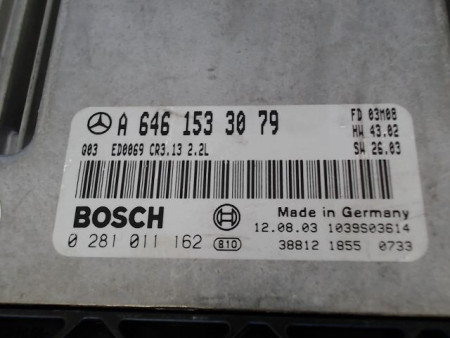 A 646 153 30 79
FD 03M08
HW 43.02
Q03 ED0069 CR3.13 2.2L
SW 26.03
BOSCH
Made in Germany
12.08.03 1039S03614
0 281 011 162 810
38812 1855 0733